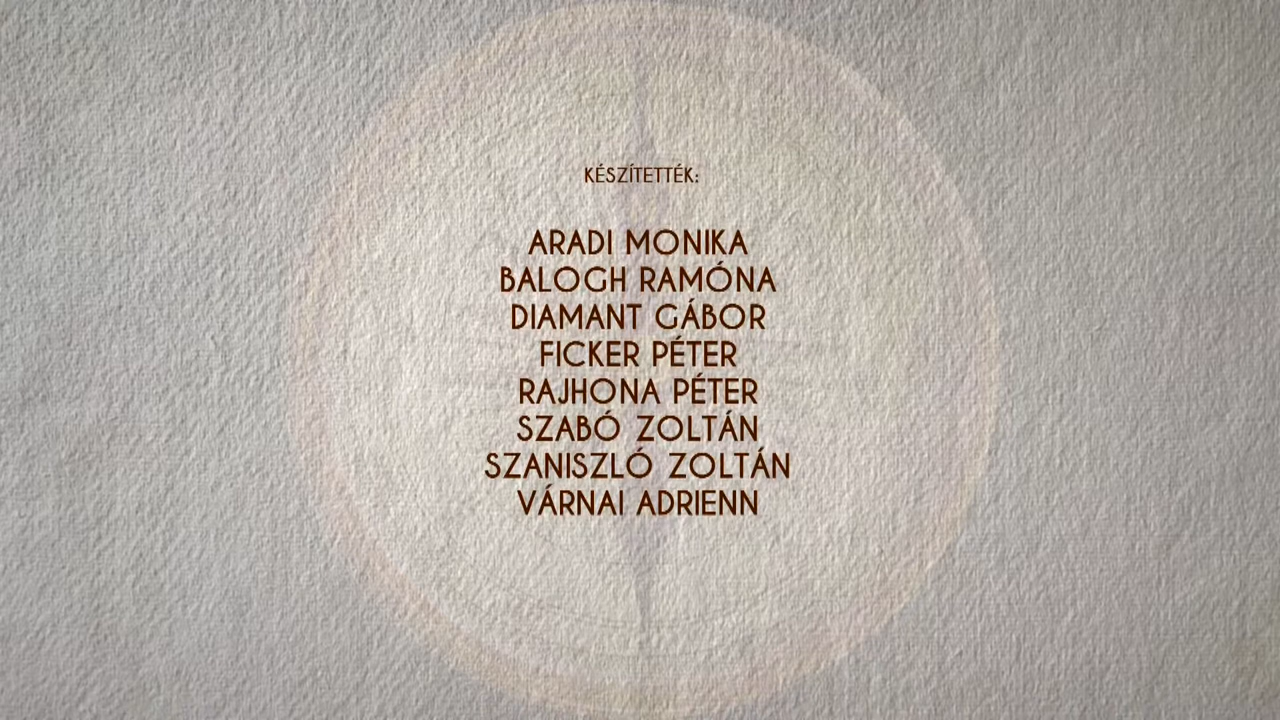 KÉSZÍTETTÉK:
ARADI MONIKA
BALOGH RAMÓNA
DIAMANT GÁBOR
FICKER PÉTER
RAJHONA PÉTER
SZABÓ ZOLTÁN
SZANISZLÓ ZOLTÁN
VÁRNAI ADRIENN